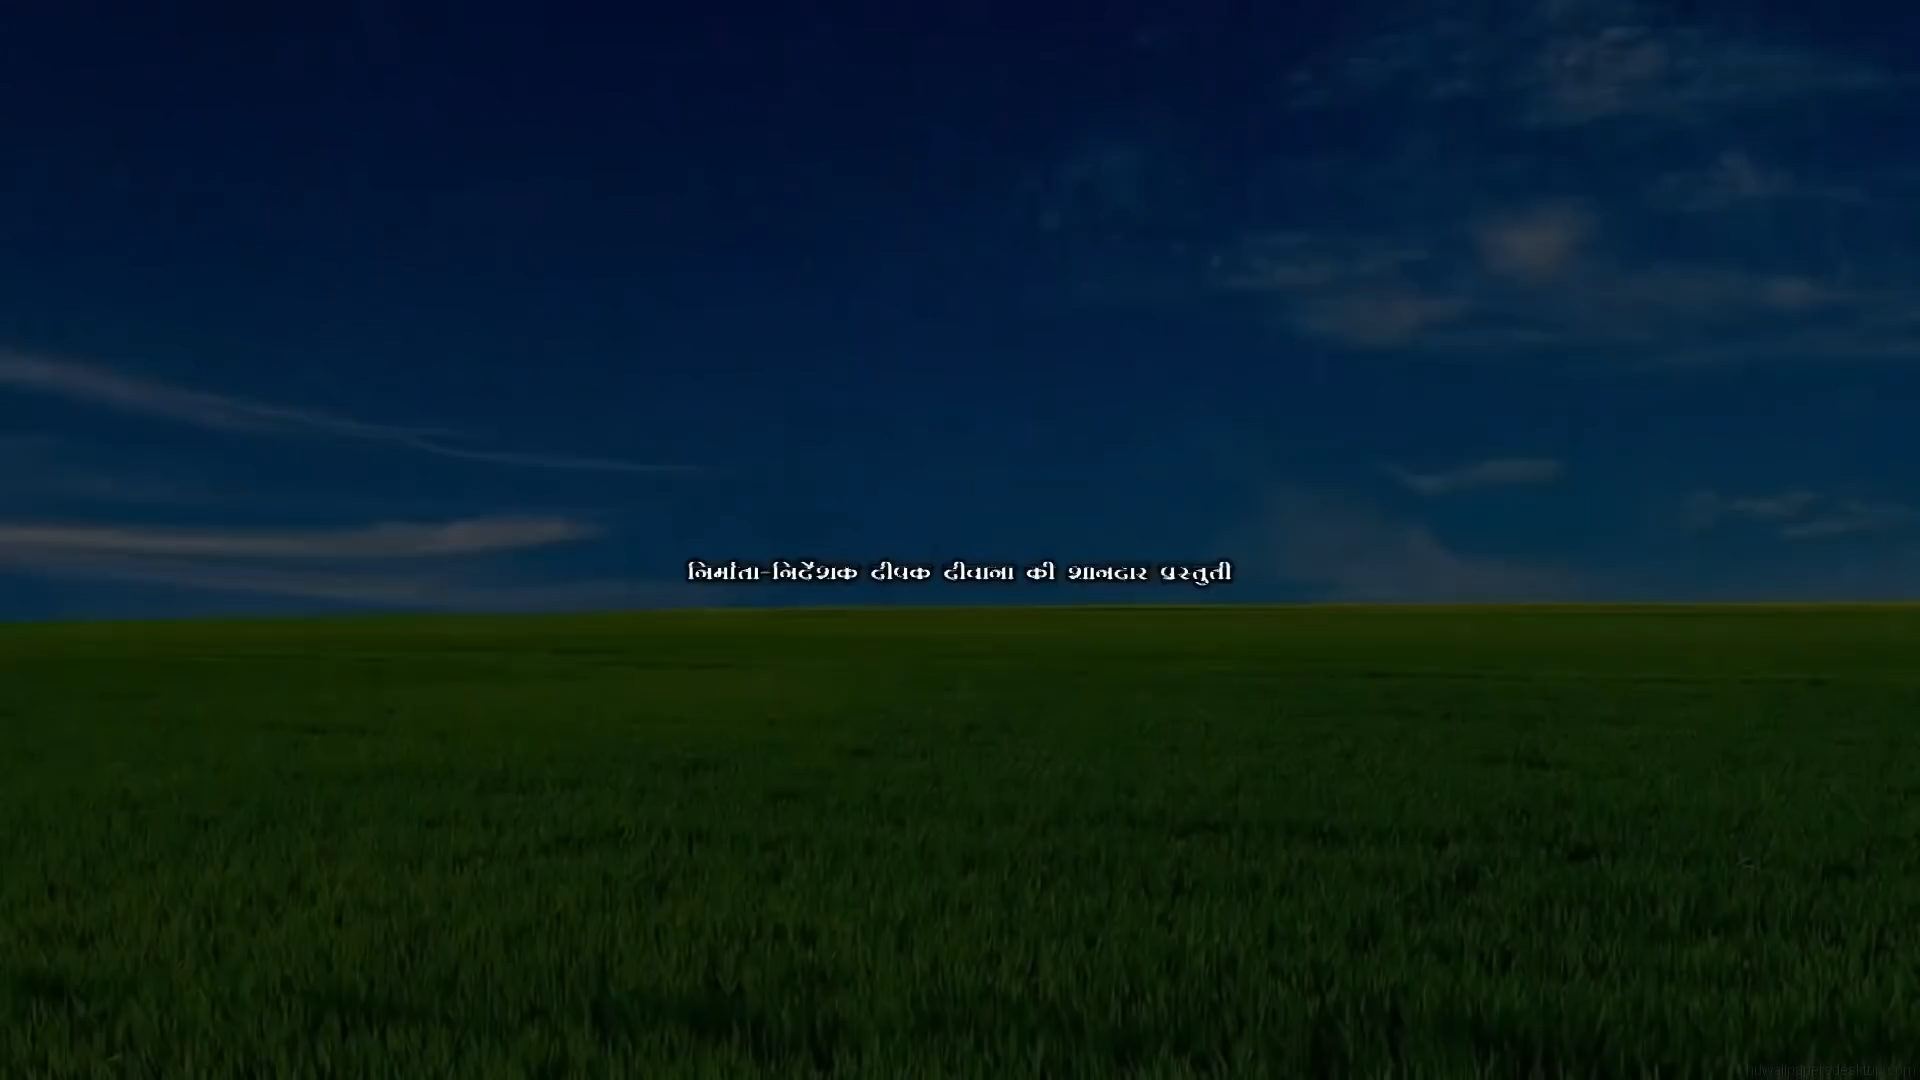 निर्माता-निर्देशक दीपक दीवाना की शानदार प्रस्तुती